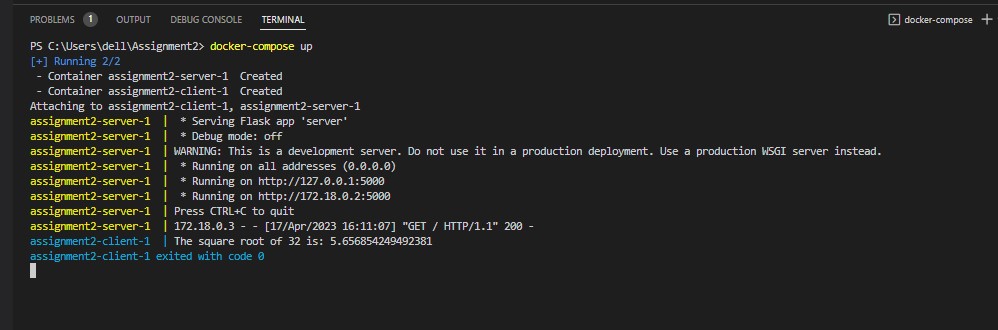 PROBLEMS 1 OUTPUT DEBUG CONSOLE TERMINAL docker-compose
PS C:\Users\dell\Assignment2> docker-compose up
[+] Running 2/2
- Container assignment2-server-1 Created
- Container assignment2-client-1 Created
Attaching to assignment2-client-1, assignment2-server-1
assignment2-server-1 | * Serving Flask app 'server'
assignment2-server-1 | * Debug mode: off
assignment2-server-1 | WARNING: This is a development server. Do not use it in a production deployment. Use a production WSGI server instead.
assignment2-server-1 | * Running on all addresses (0.0.0.0)
assignment2-server-1 | * Running on http://127.0.0.1:5000
assignment2-server-1 | * Running on http://172.18.0.2:5000
assignment2-server-1 | Press CTRL+C to quit
assignment2-server-1 | 172.18.0.3 - - [17/Apr/2023 16:11:07] "GET / HTTP/1.1" 200 -
assignment2-client-1 | The square root of 32 is: 5.656854249492381
assignment2-client-1 exited with code 0